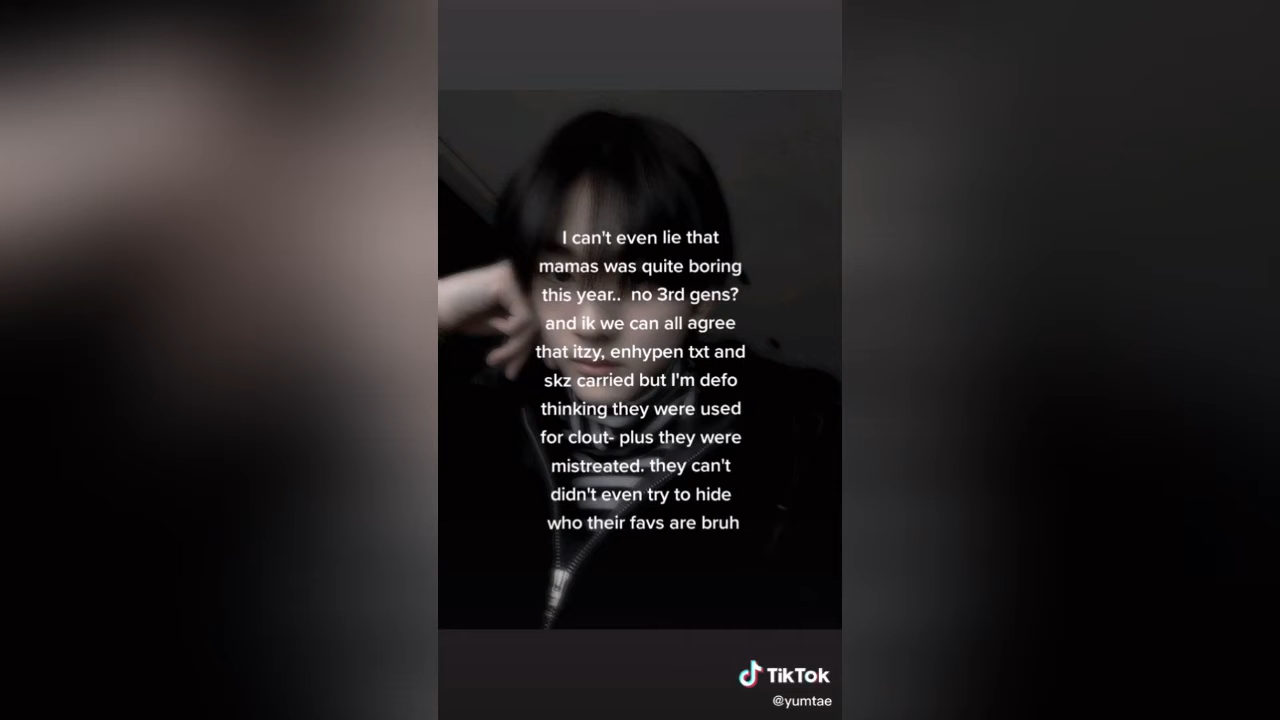 I can't even lie that
mamas was quite boring
this year..  no 3rd gens?
and ik we can all agree
that itzy, enhypen txt and
skz carried but I'm defo
thinking they were used
for clout- plus they were
mistreated. they can't
didn't even try to hide
who their favs are bruh
TikTok
@yumtae